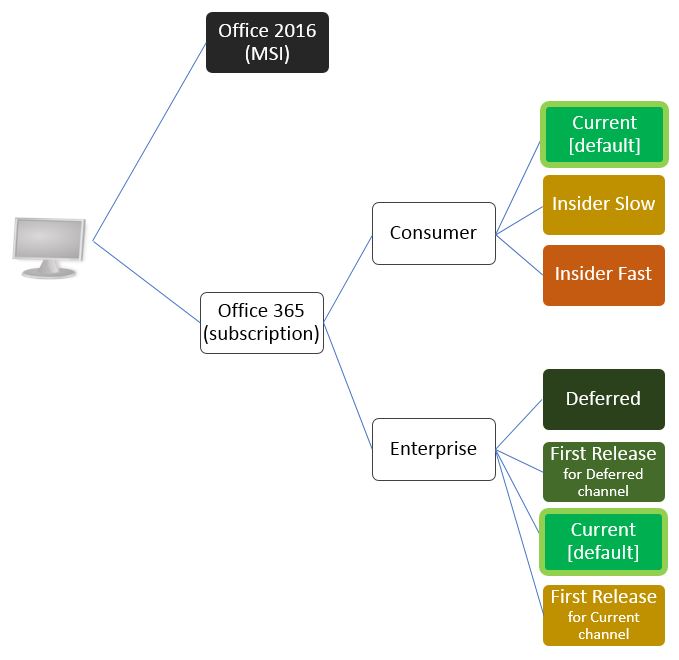 Office 2016
(MSI)
Current
[default]
Insider Slow
Consumer
Insider Fast
Office 365
(subscription)
Deferred
Enterprise
First Release
for Deferred
channel
Current
[default]
First Release
for Current
channel